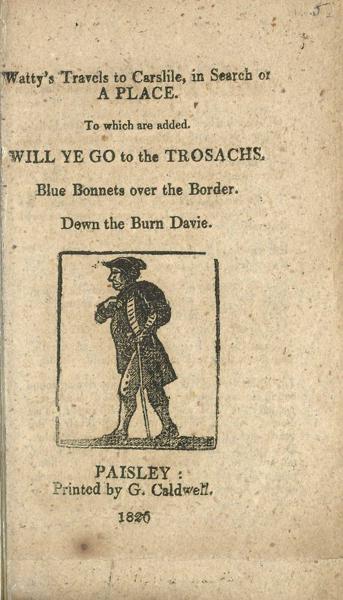 5
Watty's Travels to Carslile, in Search of
A PLACE.
To which are added.
WILL YE GO to the TROSACHS.
Blue Bonnets over the Border.
Down the Burn Davie.
PAISLEY :
Printed by G. Caldwell.
1826